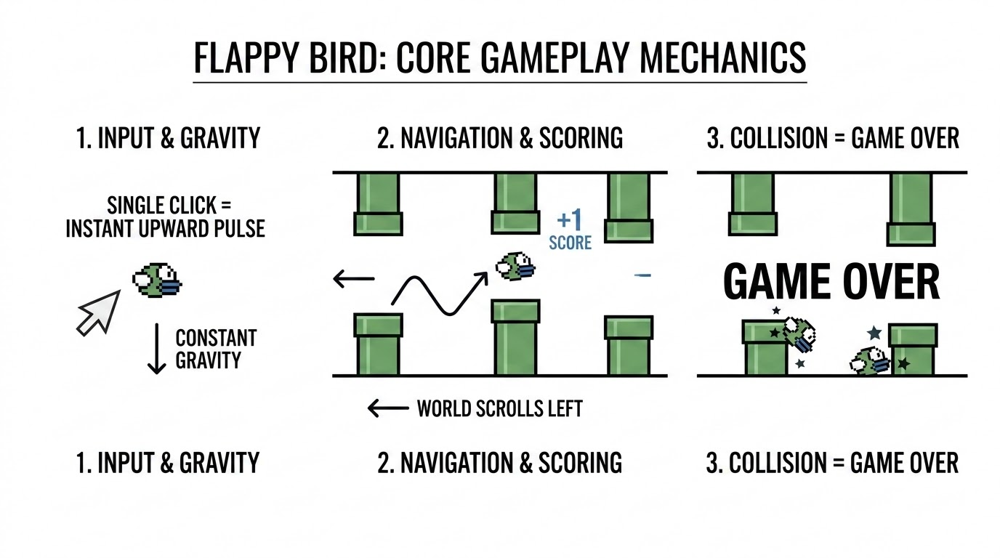 FLAPPY BIRD: CORE GAMEPLAY MECHANICS
1. INPUT & GRAVITY
SINGLE CLICK =
INSTANT UPWARD PULSE
CONSTANT
GRAVITY
1. INPUT & GRAVITY
2. NAVIGATION & SCORING
+1
SCORE
WORLD SCROLLS LEFT
2. NAVIGATION & SCORING
3. COLLISION = GAME OVER
GAME OVER
3. COLLISION = GAME OVER